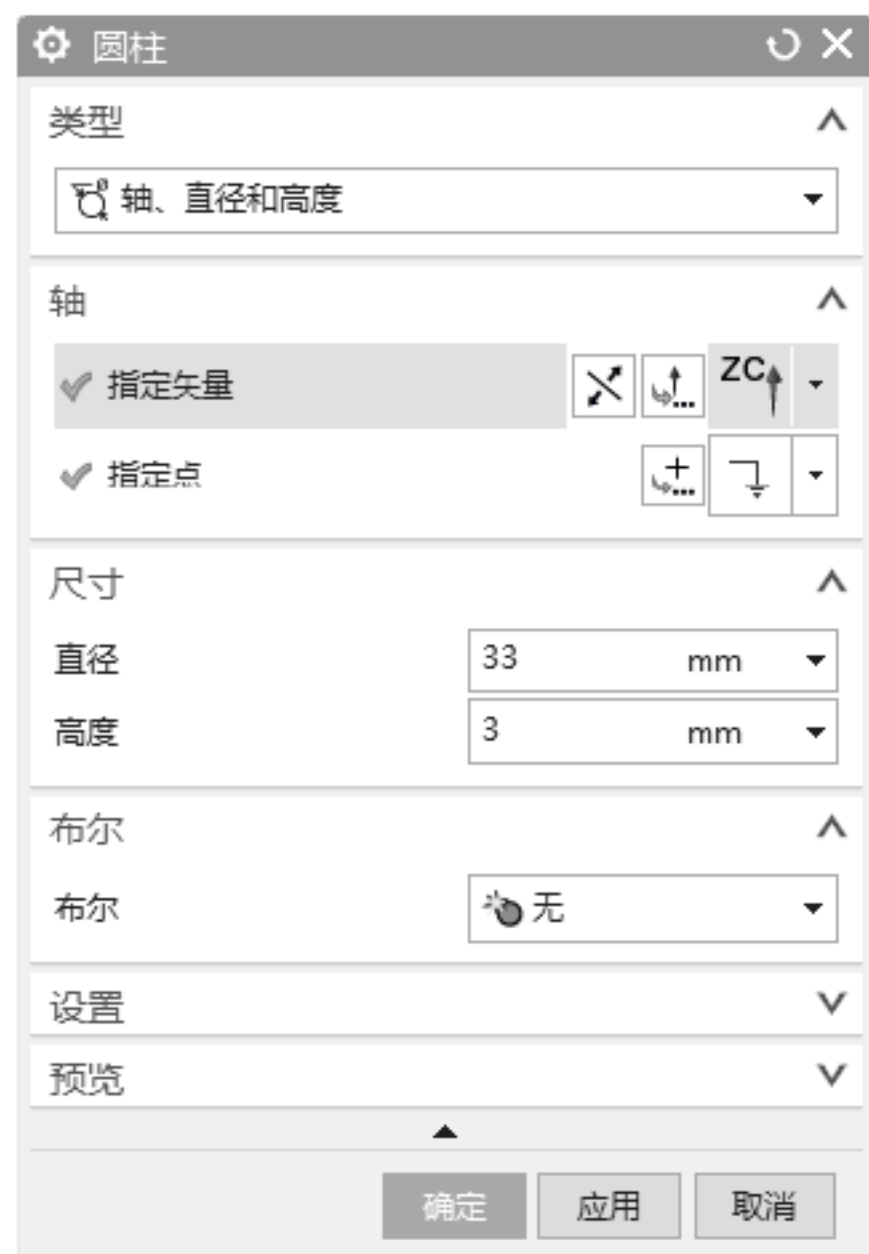 圆柱
类型
轴、直径和高度
轴
指定矢量 ZC
指定点
尺寸
直径 33 mm
高度 3 mm
布尔
布尔 无
设置
预览
确定 应用 取消